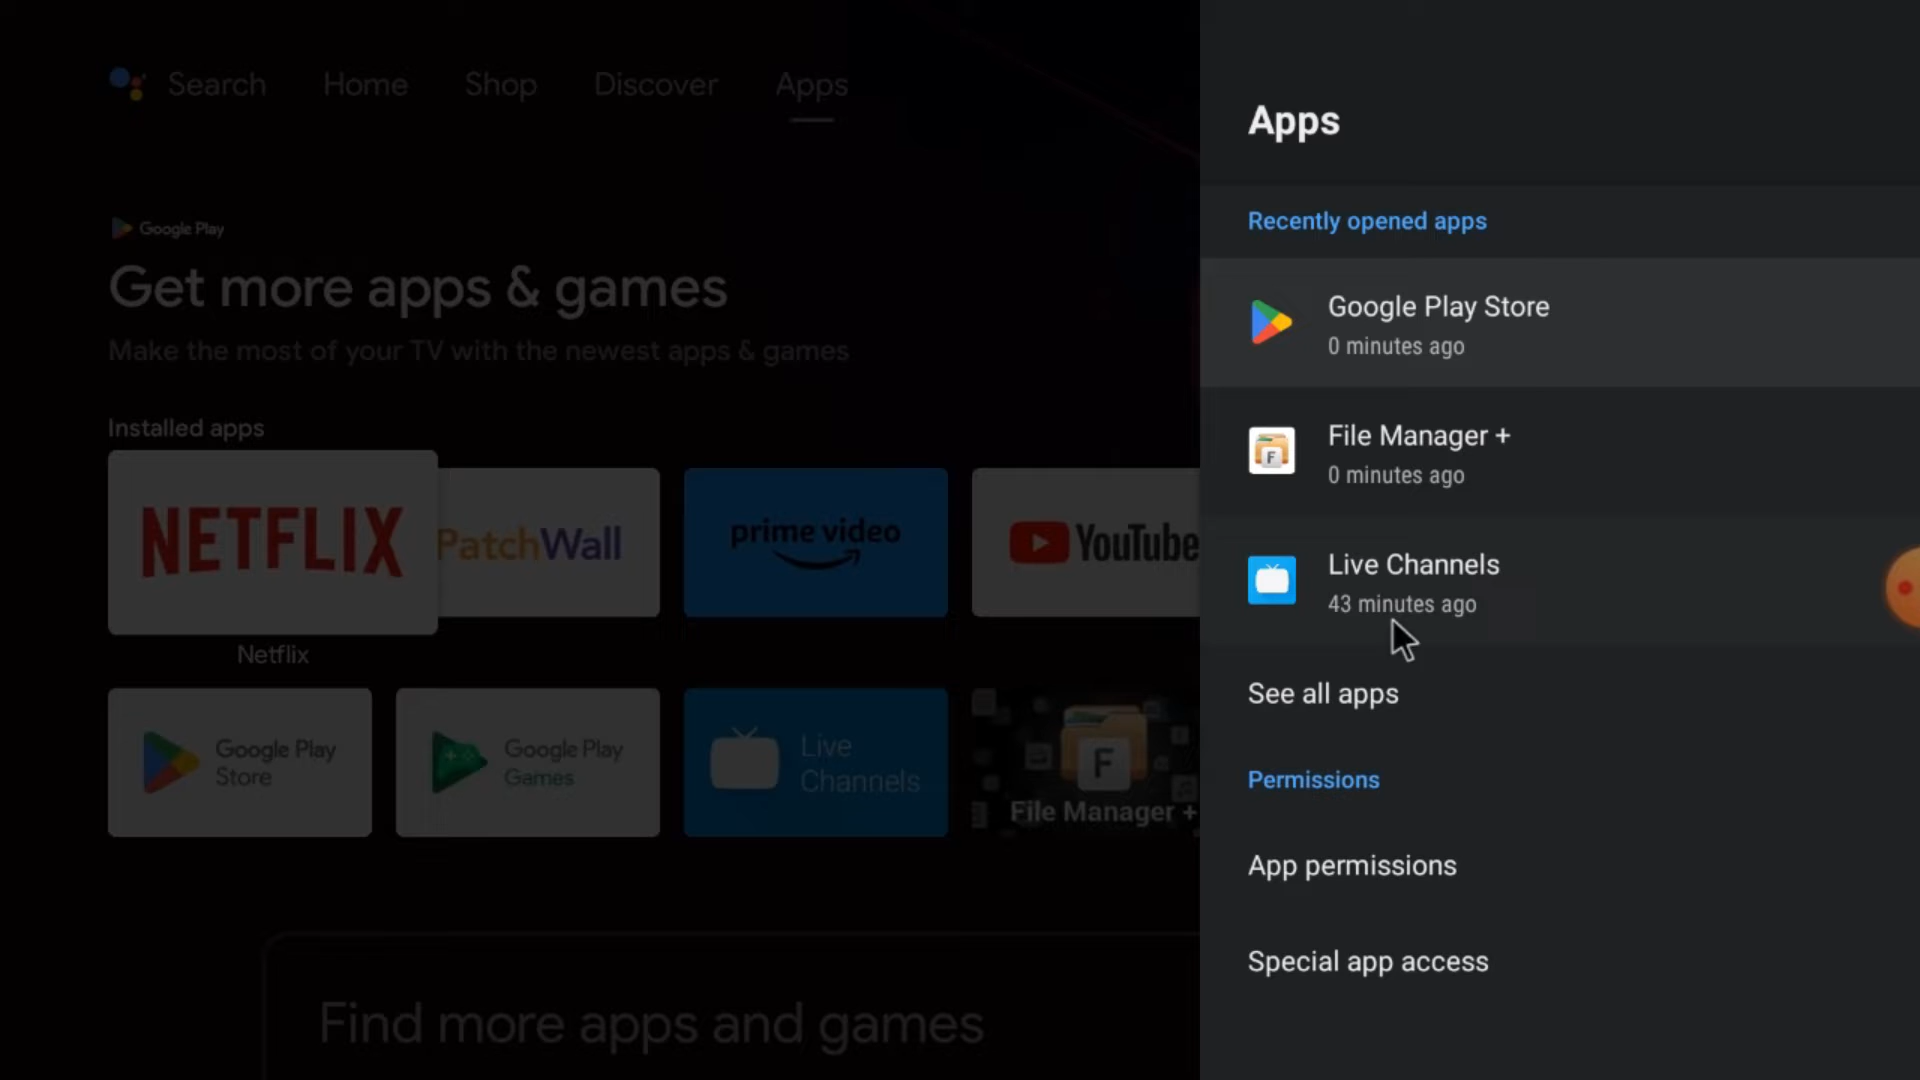 Search Home Shop Discover Apps
Google Play
Get more apps & games
Make the most of your TV with the newest apps & games
Installed apps
NETFLIX
PatchWall
prime video
YouTube
Netflix
Google Play
Store
Google Play
Games
Live
Channels
F
File Manager +
Find more apps and games
Apps
Recently opened apps
Google Play Store
0 minutes ago
F
File Manager +
0 minutes ago
Live Channels
43 minutes ago
See all apps
Permissions
App permissions
Special app access